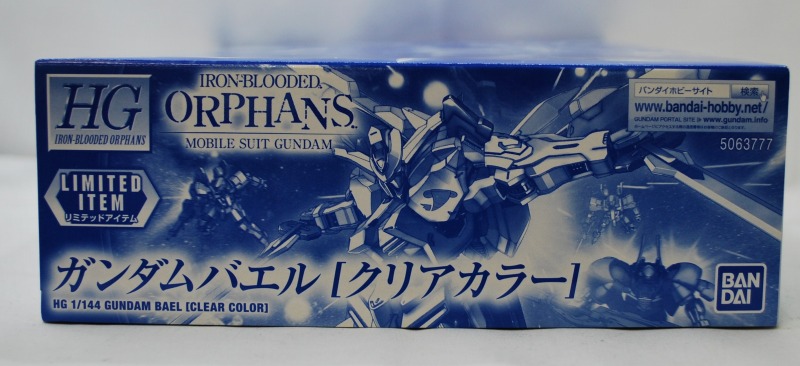 HG
IRON-BLOODED ORPHANS
IRON-BLOODED
ORPHANS
MOBILE SUIT GUNDAM
LIMITED
ITEM
リミテッドアイテム
バンダイホビーサイト 検索
www.bandai-hobby.net/
GUNDAM PORTAL SITE www.gundam.info
5063777
ガンダムバエル [クリアカラー]
HG 1/144 GUNDAM BAEL [CLEAR COLOR]
BAN
DAI